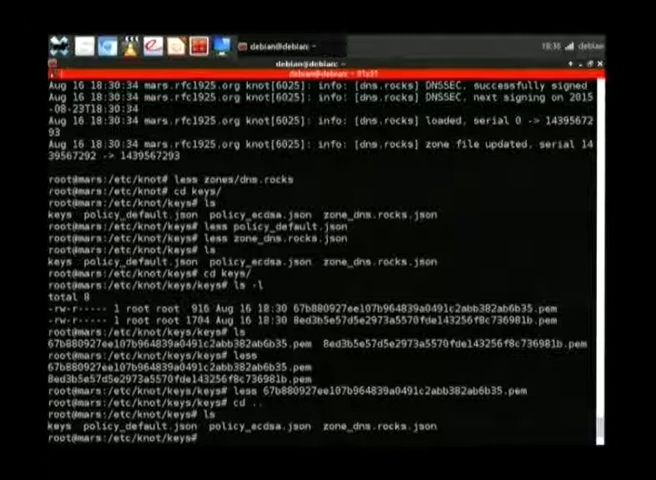 debian@debian: ~
18:36
debian
debian@debian: ~
debian@debian: ~ 91x31
Aug 16 18:30:34 mars.rfc1925.org knot[6025]: info: [dns.rocks] DNSSEC, successfully signed
Aug 16 18:30:34 mars.rfc1925.org knot[6025]: info: [dns.rocks] DNSSEC, next signing on 2015
-08-23T18:30:34
Aug 16 18:30:34 mars.rfc1925.org knot[6025]: info: [dns.rocks] loaded, serial 0 -> 14395672
93
Aug 16 18:30:34 mars.rfc1925.org knot[6025]: info: [dns.rocks] zone file updated, serial 14
39567292 -> 1439567293
root@mars:/etc/knot# less zones/dns.rocks
root@mars:/etc/knot# cd keys/
root@mars:/etc/knot/keys# ls
keys  policy_default.json  policy_ecdsa.json  zone_dns.rocks.json
root@mars:/etc/knot/keys# less policy_default.json
root@mars:/etc/knot/keys# less zone_dns.rocks.json
root@mars:/etc/knot/keys# ls
keys  policy_default.json  policy_ecdsa.json  zone_dns.rocks.json
root@mars:/etc/knot/keys# cd keys/
root@mars:/etc/knot/keys/keys# ls -l
total 8
-rw-r----- 1 root root  916 Aug 16 18:30 67b880927ee107b964839a0491c2abb382ab6b35.pem
-rw-r----- 1 root root 1704 Aug 16 18:30 8ed3b5e57d5e2973a5570fde143256f8c736981b.pem
root@mars:/etc/knot/keys/keys# ls
67b880927ee107b964839a0491c2abb382ab6b35.pem  8ed3b5e57d5e2973a5570fde143256f8c736981b.pem
root@mars:/etc/knot/keys/keys# less
67b880927ee107b964839a0491c2abb382ab6b35.pem
8ed3b5e57d5e2973a5570fde143256f8c736981b.pem
root@mars:/etc/knot/keys/keys# less 67b880927ee107b964839a0491c2abb382ab6b35.pem
root@mars:/etc/knot/keys/keys# cd ..
root@mars:/etc/knot/keys# ls
keys  policy_default.json  policy_ecdsa.json  zone_dns.rocks.json
root@mars:/etc/knot/keys#